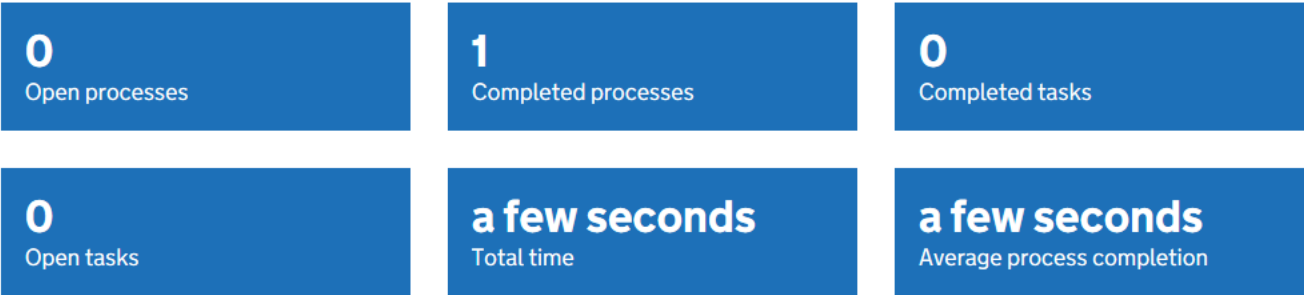 0
Open processes
1
Completed processes
0
Completed tasks
0
Open tasks
a few seconds
Total time
a few seconds
Average process completion